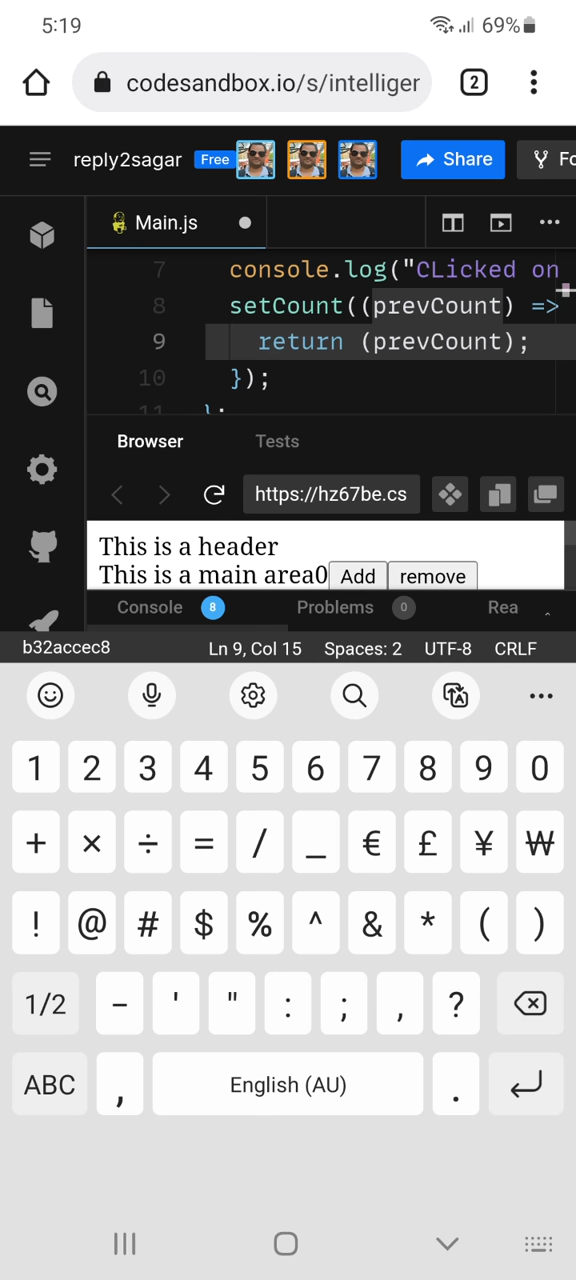 5:19 69%
codesandbox.io/s/intelliger 2
reply2sagar Free Share Fo
Main.js
7 console.log("CLicked on
8 setCount((prevCount) =>
9 return (prevCount);
10 });
11 };
Browser Tests
https://hz67be.cs
This is a header
This is a main area0 Add remove
Console 8 Problems 0 Rea
b32accec8 Ln 9, Col 15 Spaces: 2 UTF-8 CRLF
1 2 3 4 5 6 7 8 9 0
+ × ÷ = / _ € £ ¥ ₩
! @ # $ % ^ & * ( )
1/2 - ' " : ; , ?
ABC , English (AU) .